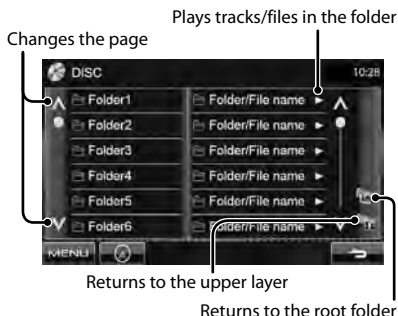 Plays tracks/files in the folder
Changes the page
DISC 10:28
Folder1 Folder/File name
Folder2 Folder/File name
Folder3 Folder/File name
Folder4 Folder/File name
Folder5 Folder/File name
Folder6 Folder/File name
MENU
Returns to the upper layer
Returns to the root folder